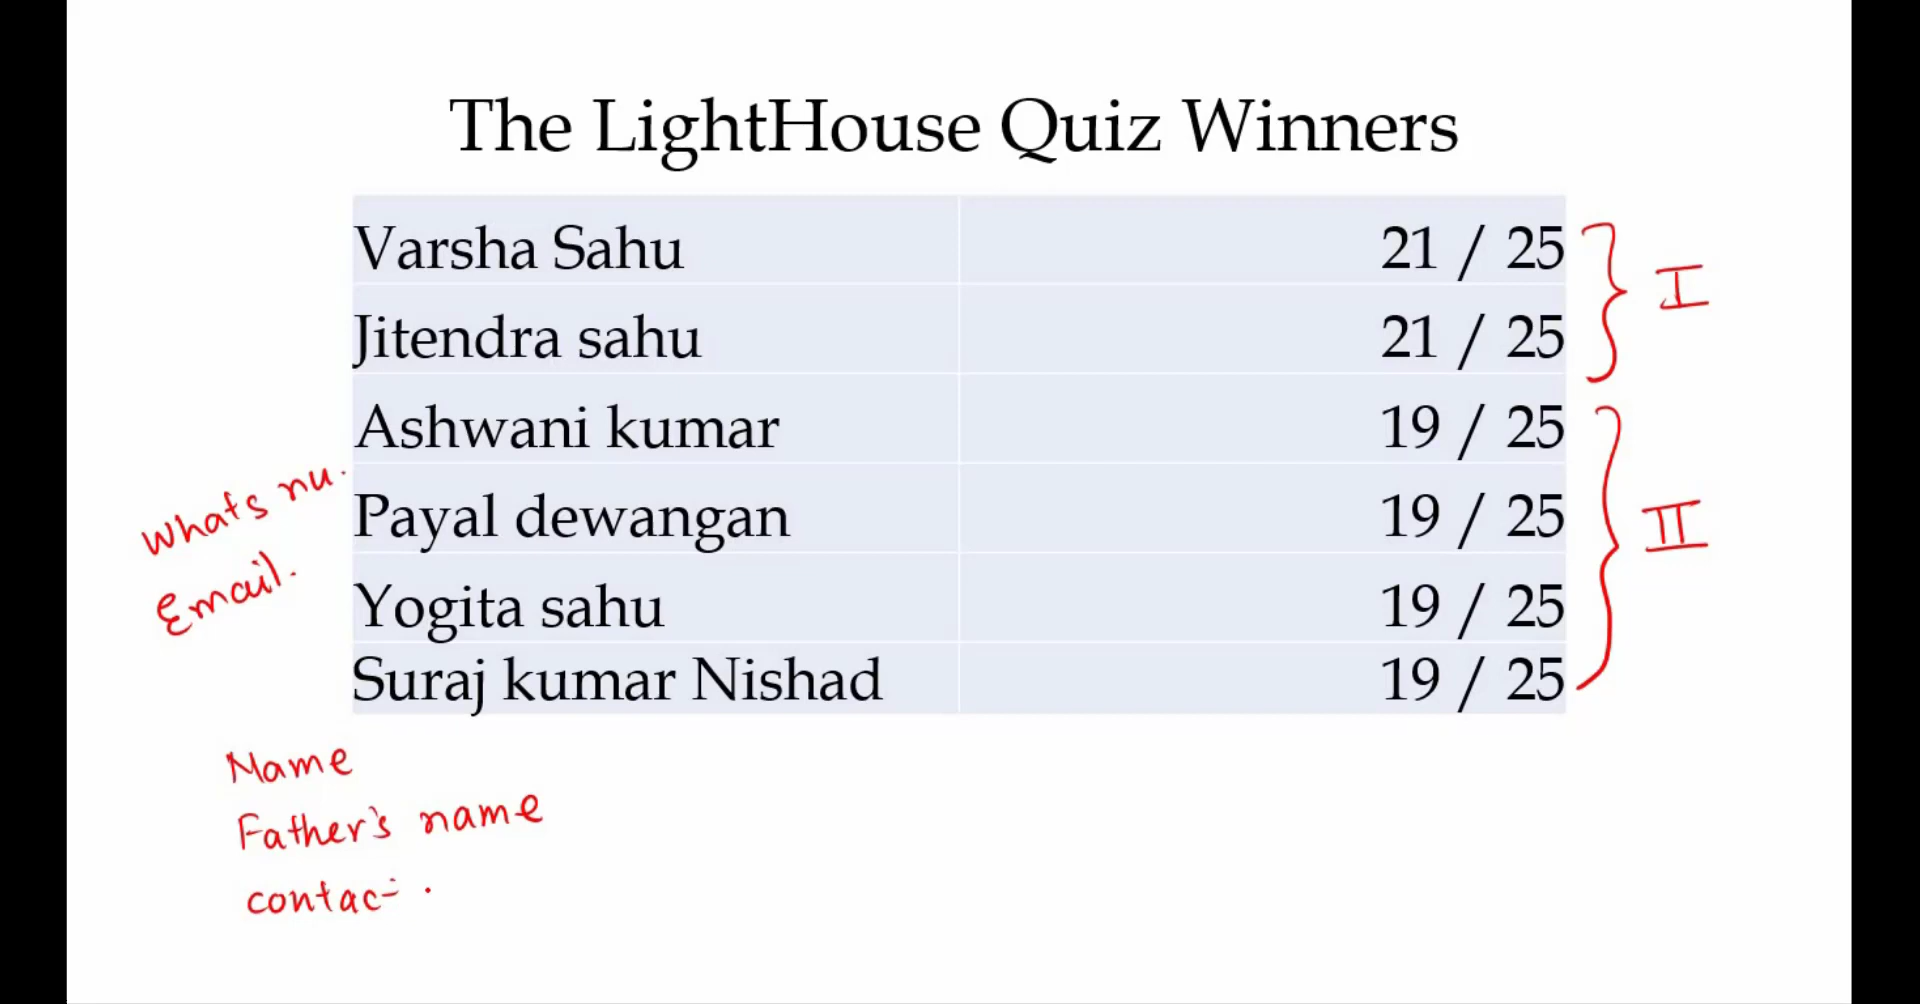 The LightHouse Quiz Winners
Varsha Sahu 21 / 25
Jitendra sahu 21 / 25
I
Ashwani kumar 19 / 25
Payal dewangan 19 / 25
Yogita sahu 19 / 25
Suraj kumar Nishad 19 / 25
II
Whats nu.
Email.
Name
Father's name
contac